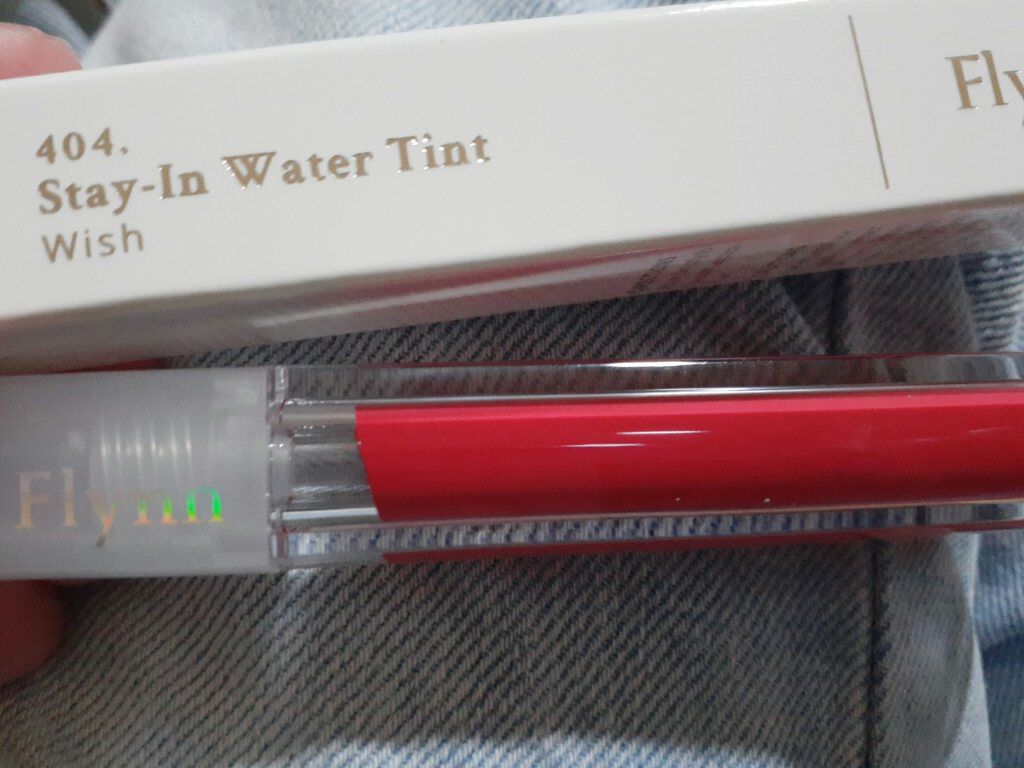 404.
Stay-In Water Tint
Wish
Fly
Flynn